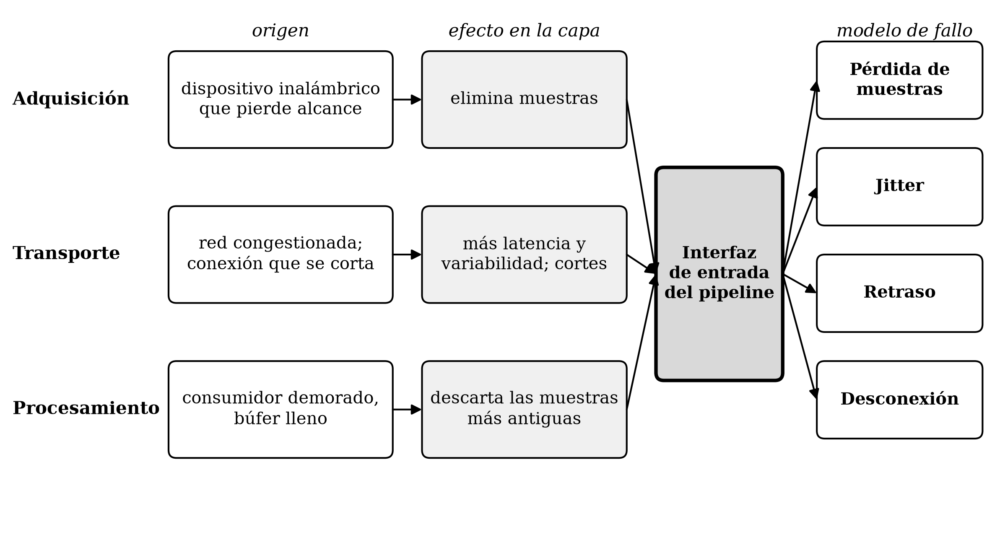 origen
efecto en la capa
modelo de fallo
Adquisición
dispositivo inalámbrico
que pierde alcance
elimina muestras
Transporte
red congestionada;
conexión que se corta
más latencia y
variabilidad; cortes
Procesamiento
consumidor demorado,
búfer lleno
descarta las muestras
más antiguas
Interfaz
de entrada
del pipeline
Pérdida de
muestras
Jitter
Retraso
Desconexión